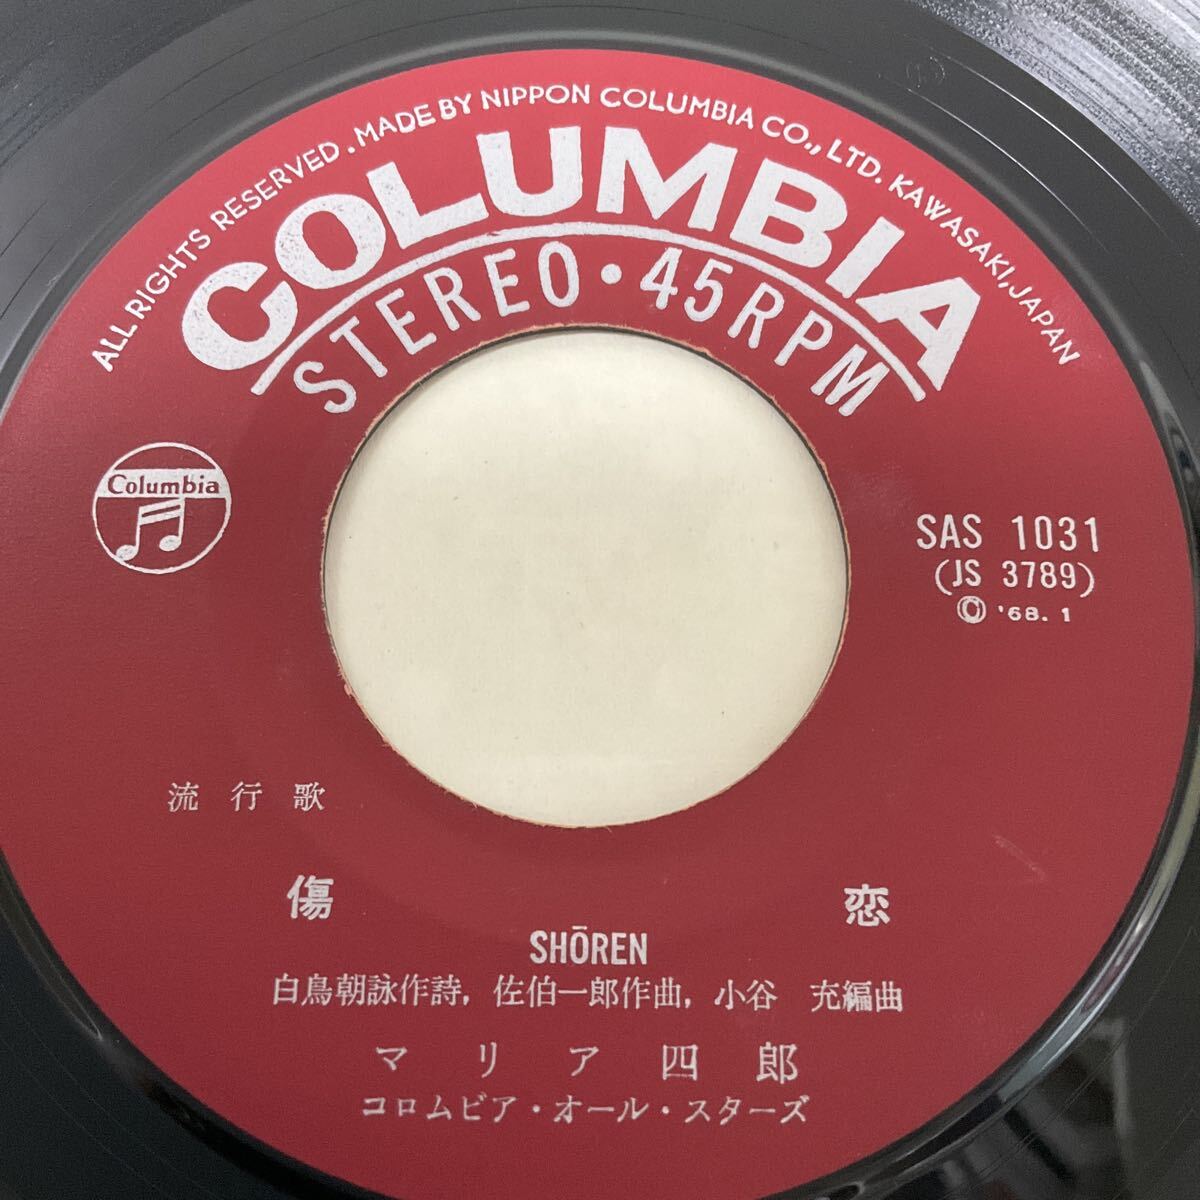 ALL RIGHTS RESERVED. MADE BY NIPPON COLUMBIA CO., LTD. KAWASAKI, JAPAN
COLUMBIA
STEREO・45RPM
Columbia
SAS 1031
(JS 3789)
© '68. 1
流行歌
傷 恋
SHŌREN
白鳥朝詠作詩, 佐伯一郎作曲, 小谷 充編曲
マリア四郎
コロムビア・オール・スターズ